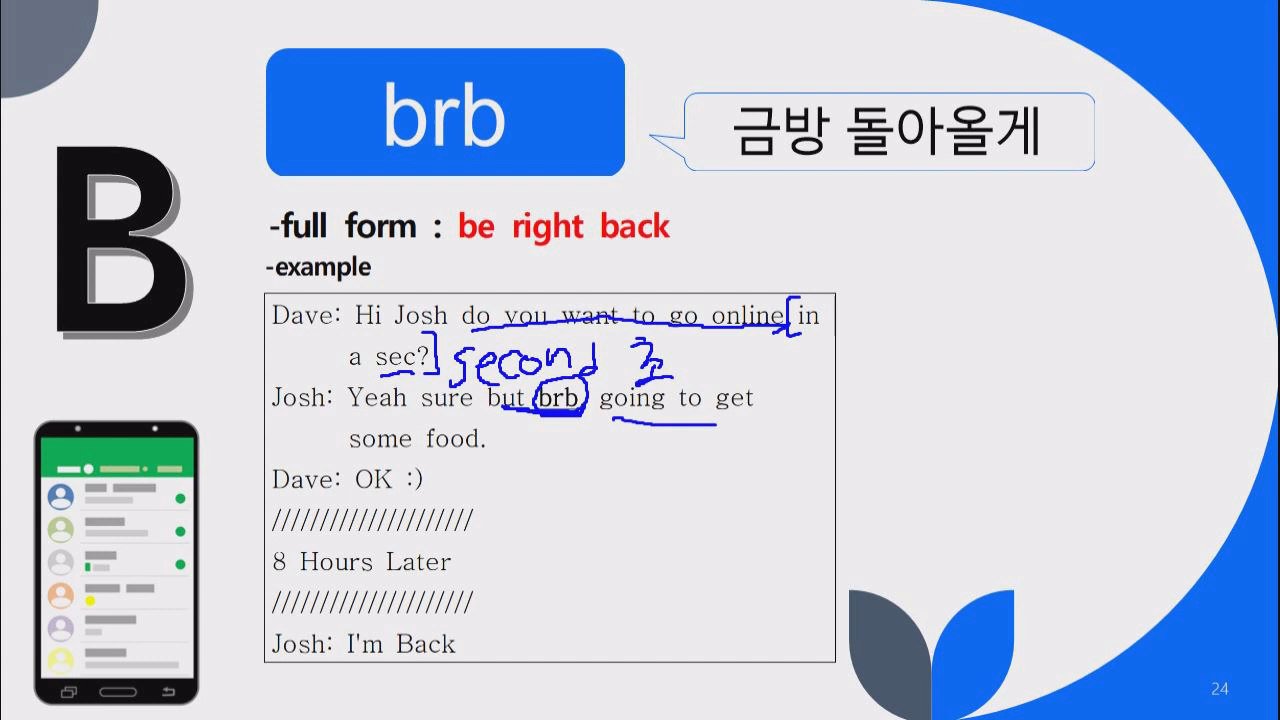 brb
금방 돌아올게
B
-full form : be right back
-example
Dave: Hi Josh do you want to go online in
a sec?
second 초
Josh: Yeah sure but brb going to get
some food.
Dave: OK :)
/////////////////////
8 Hours Later
/////////////////////
Josh: I'm Back
24